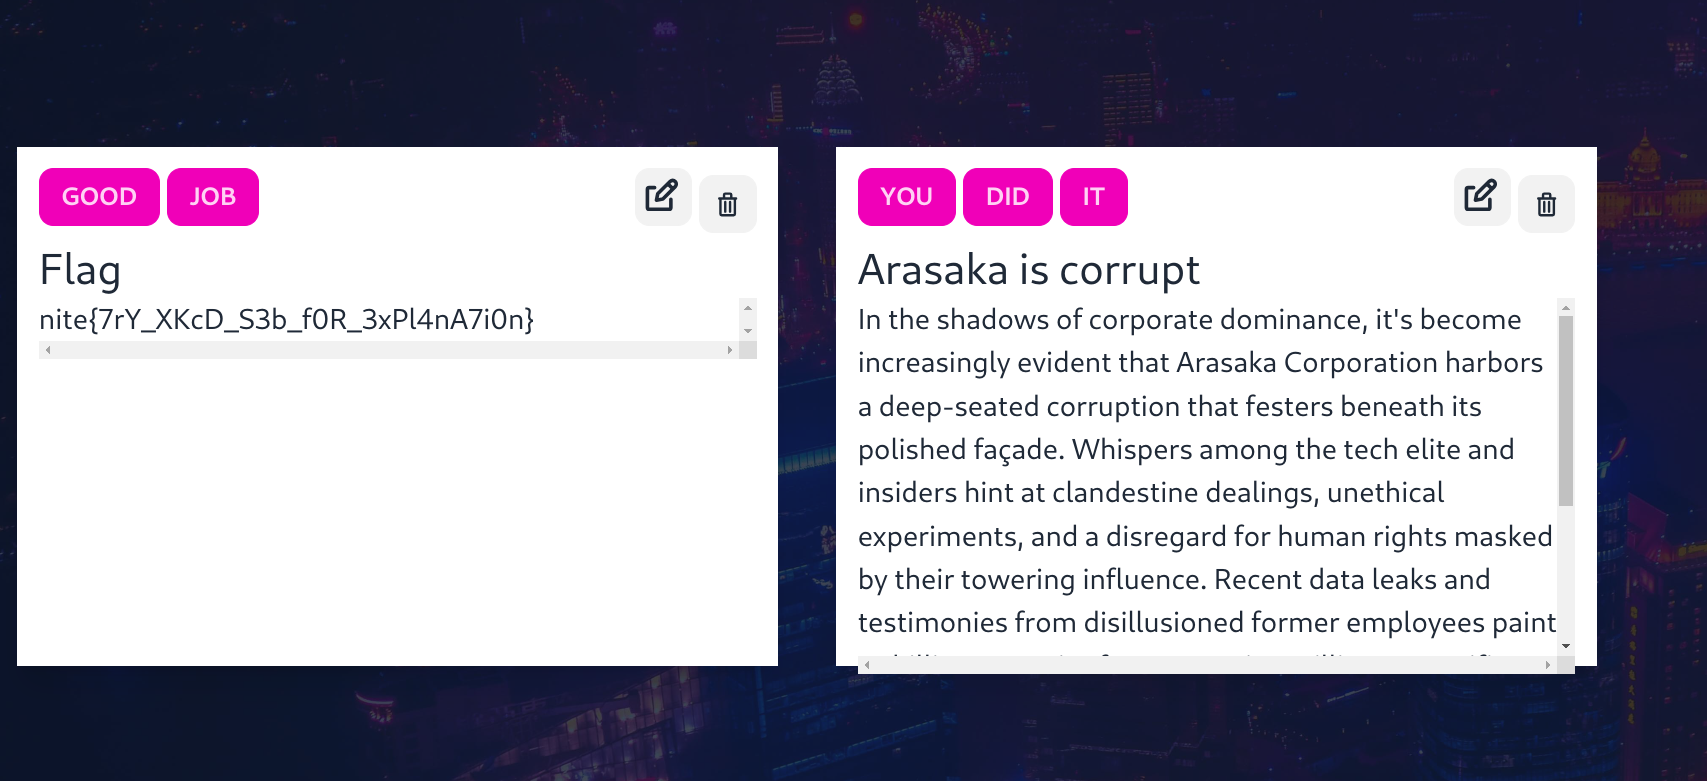 GOOD JOB
Flag
nite{7rY_XKcD_S3b_f0R_3xPl4nA7i0n}
YOU DID IT
Arasaka is corrupt
In the shadows of corporate dominance, it's become
increasingly evident that Arasaka Corporation harbors
a deep-seated corruption that festers beneath its
polished façade. Whispers among the tech elite and
insiders hint at clandestine dealings, unethical
experiments, and a disregard for human rights masked
by their towering influence. Recent data leaks and
testimonies from disillusioned former employees paint